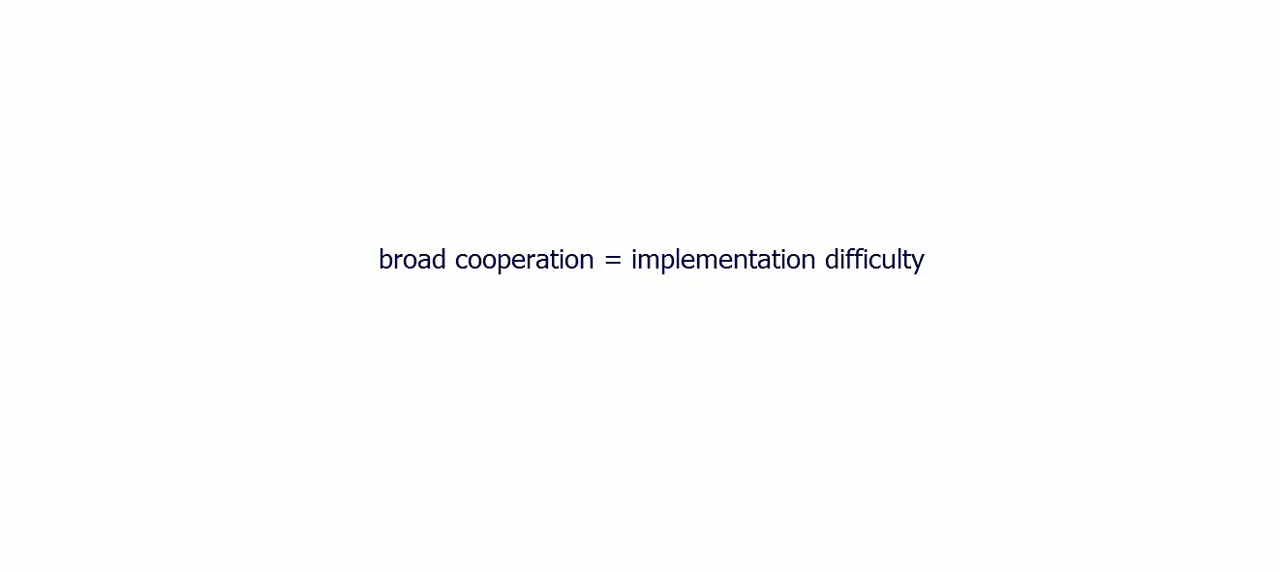 broad cooperation = implementation difficulty